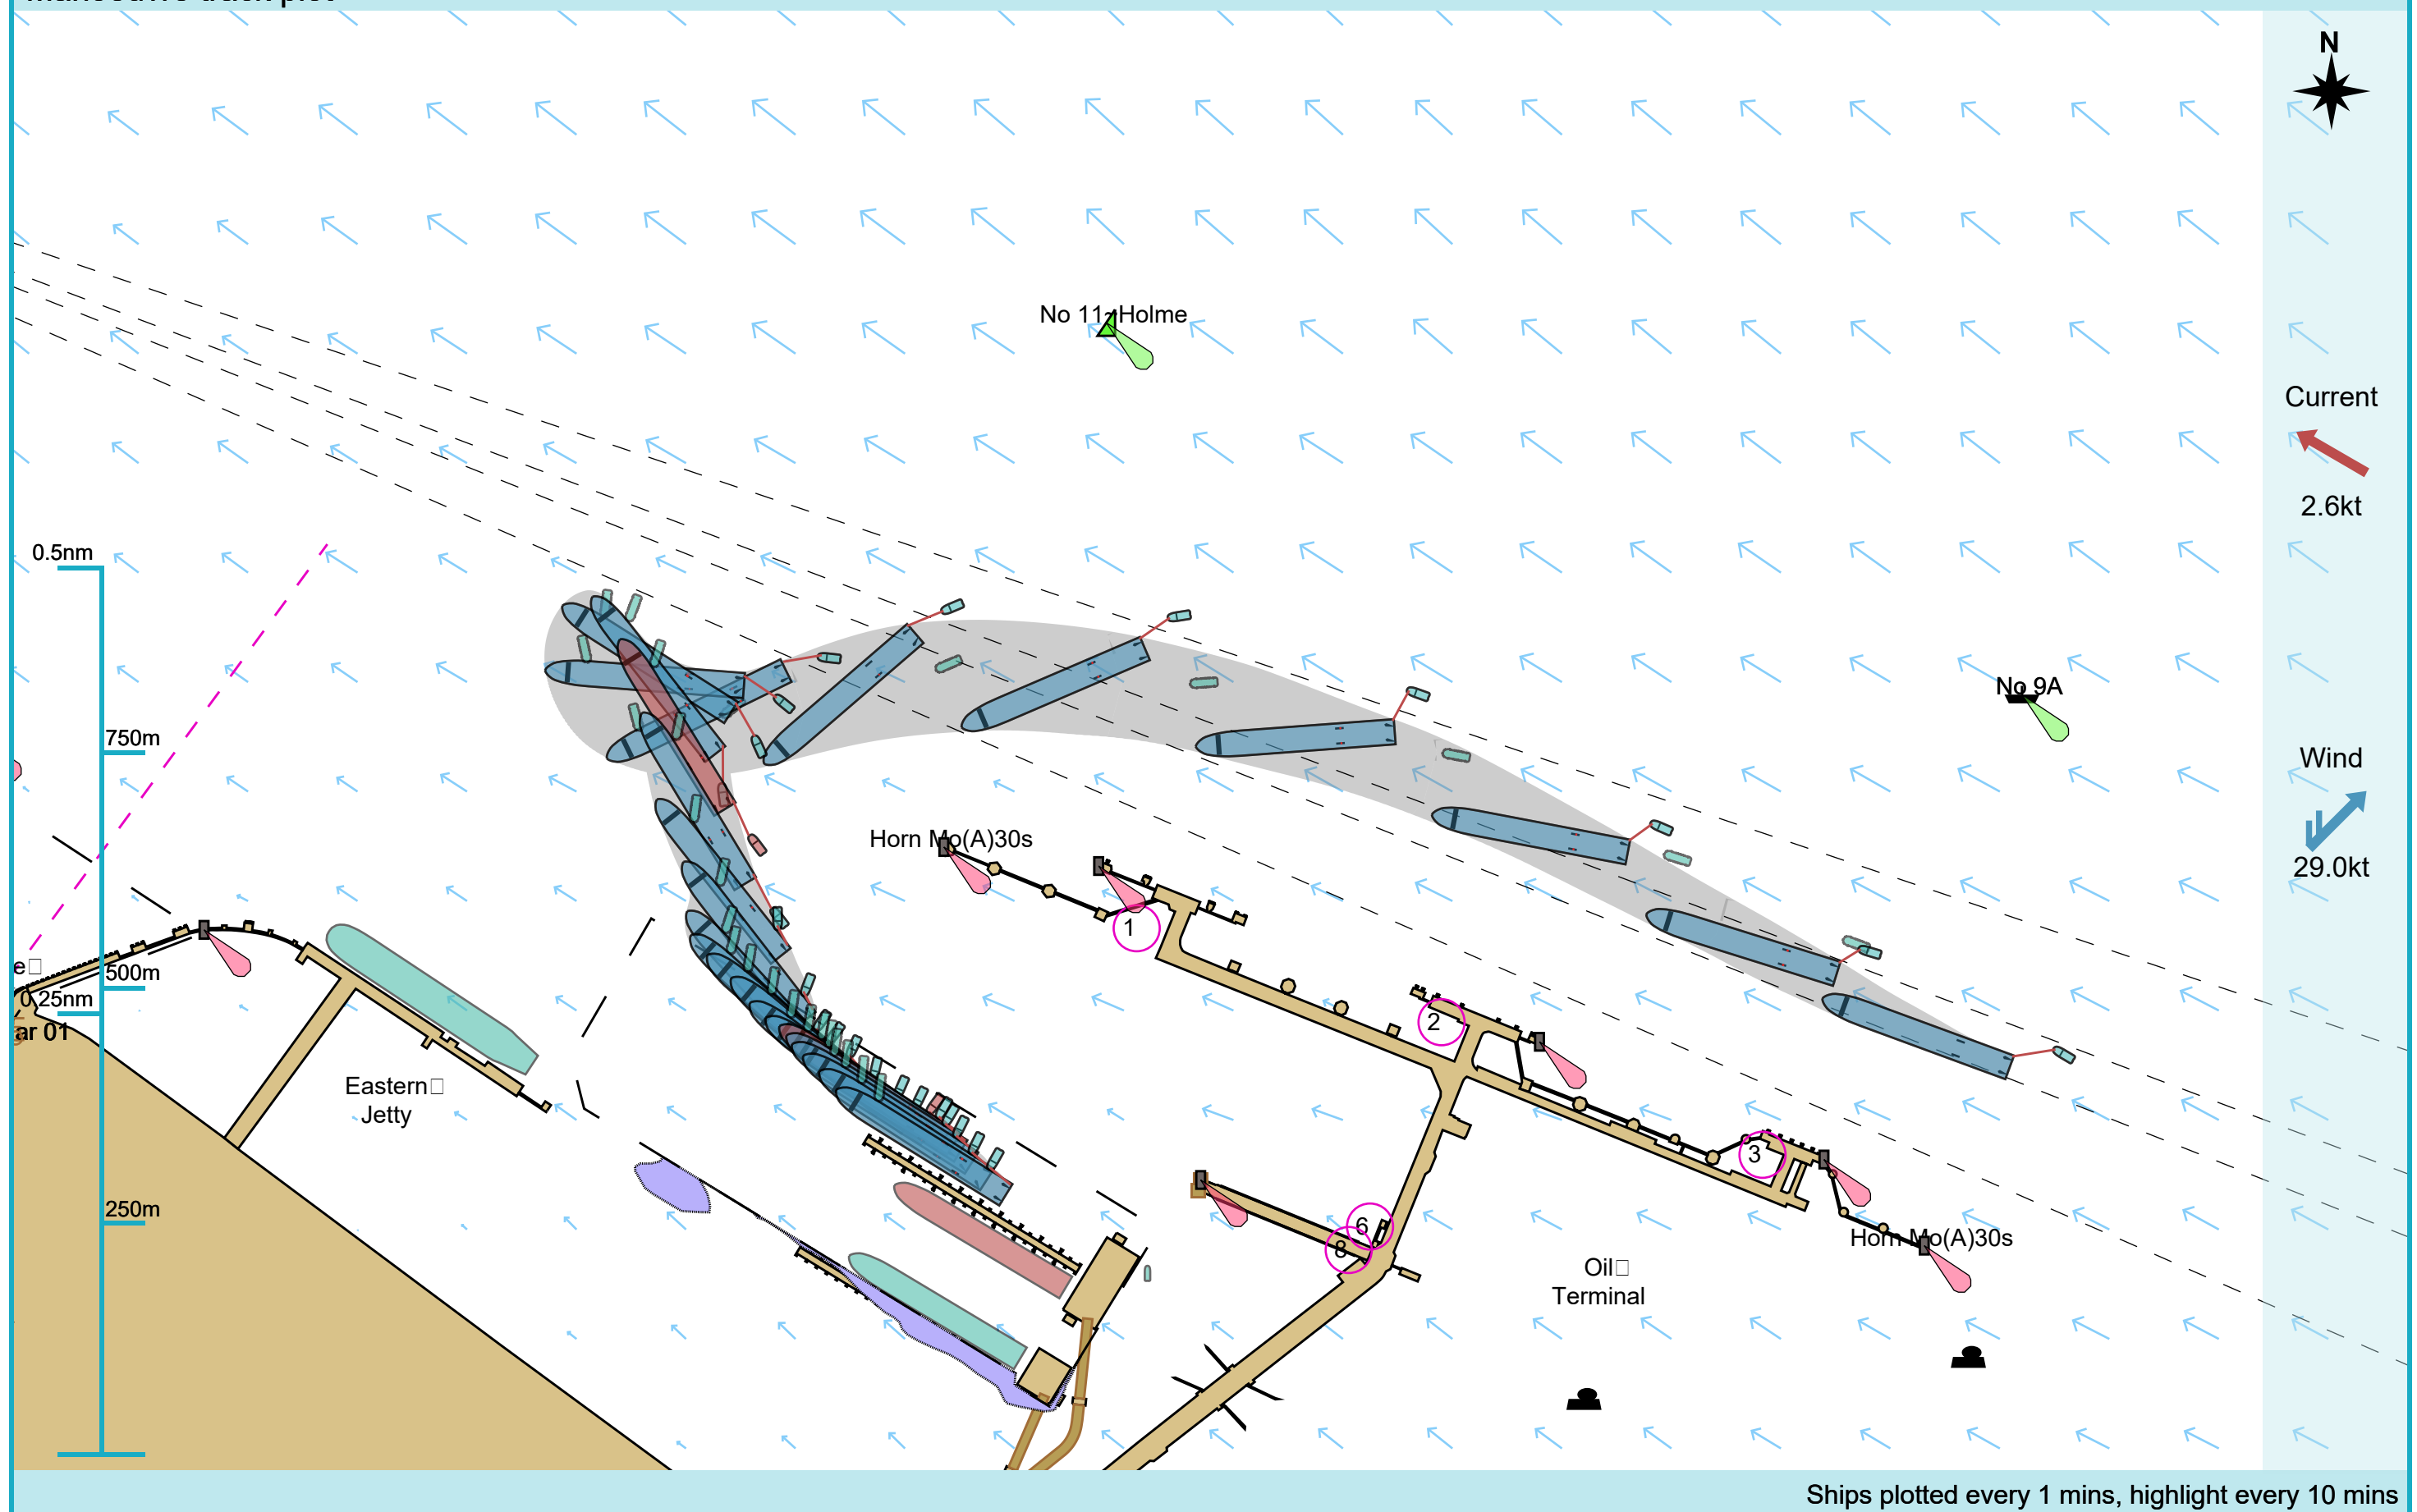 N
No 11-Holme
Current
2.6kt
0.5nm
No 9A
750m
Wind
29.0kt
Horn Mo(A)30s
1
500m
0.25nm
ar 01
2
Eastern
Jetty
3
250m
6
8
Horn Mo(A)30s
Oil
Terminal
Ships plotted every 1 mins, highlight every 10 mins